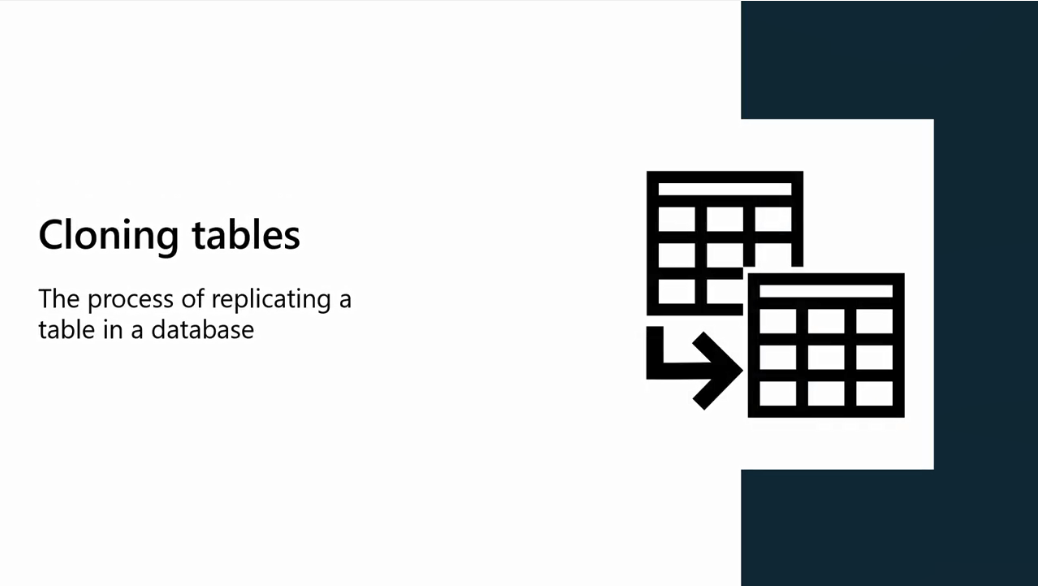 Cloning tables
The process of replicating a
table in a database